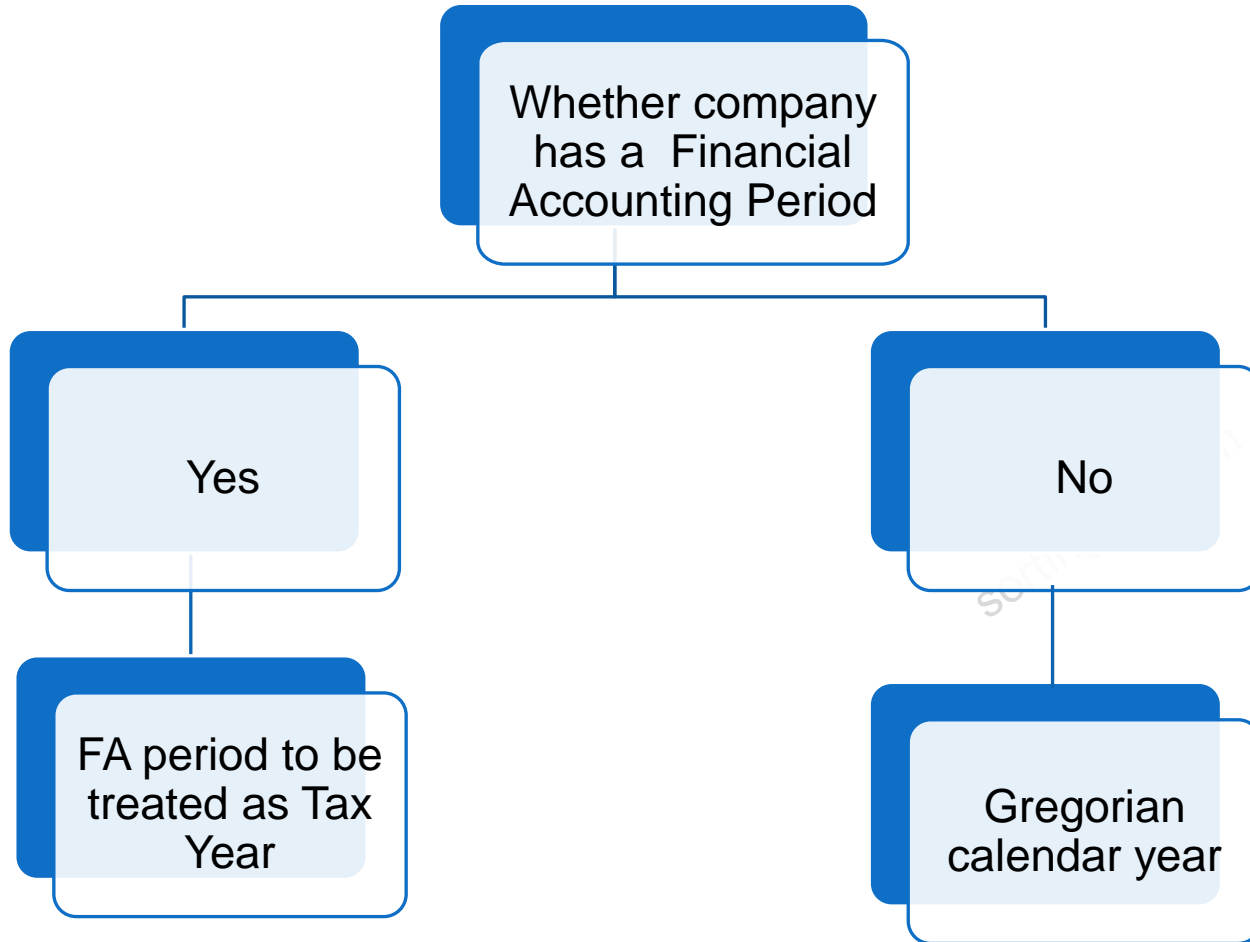 Whether company
has a Financial
Accounting Period
Yes
No
FA period to be
treated as Tax
Year
Gregorian
calendar year